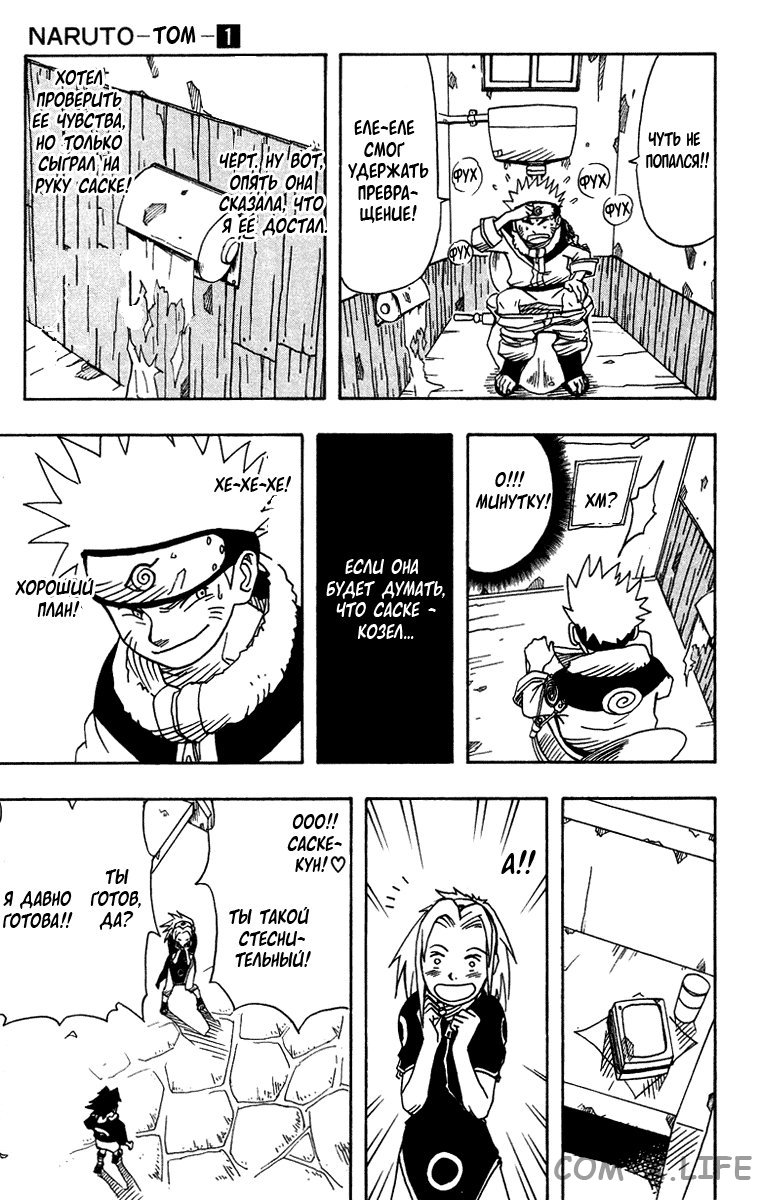 NARUTO-ТОМ-1
ЧУТЬ НЕ
ПОПАЛСЯ!!
ЕЛЕ-ЕЛЕ
СМОГ
УДЕРЖАТЬ
ПРЕВРА-
ЩЕНИЕ!
ФУХ
ФУХ
ФУХ
ФУХ
ХОТЕЛ
ПРОВЕРИТЬ
ЕЕ ЧУВСТВА,
НО ТОЛЬКО
СЫГРАЛ НА
РУКУ САСКЕ!
ЧЕРТ, НУ ВОТ,
ОПЯТЬ ОНА
СКАЗАЛА, ЧТО
Я ЕЁ ДОСТАЛ.
ХМ?
О!!!
МИНУТКУ!
ЕСЛИ ОНА
БУДЕТ ДУМАТЬ,
ЧТО САСКЕ -
КОЗЕЛ...
ХЕ-ХЕ-ХЕ!
ХОРОШИЙ
ПЛАН!
А!!
ООО!!
САСКЕ-
КУН!♡
ТЫ ТАКОЙ
СТЕСНИ-
ТЕЛЬНЫЙ!
ТЫ
ГОТОВ,
ДА?
Я ДАВНО
ГОТОВА!!